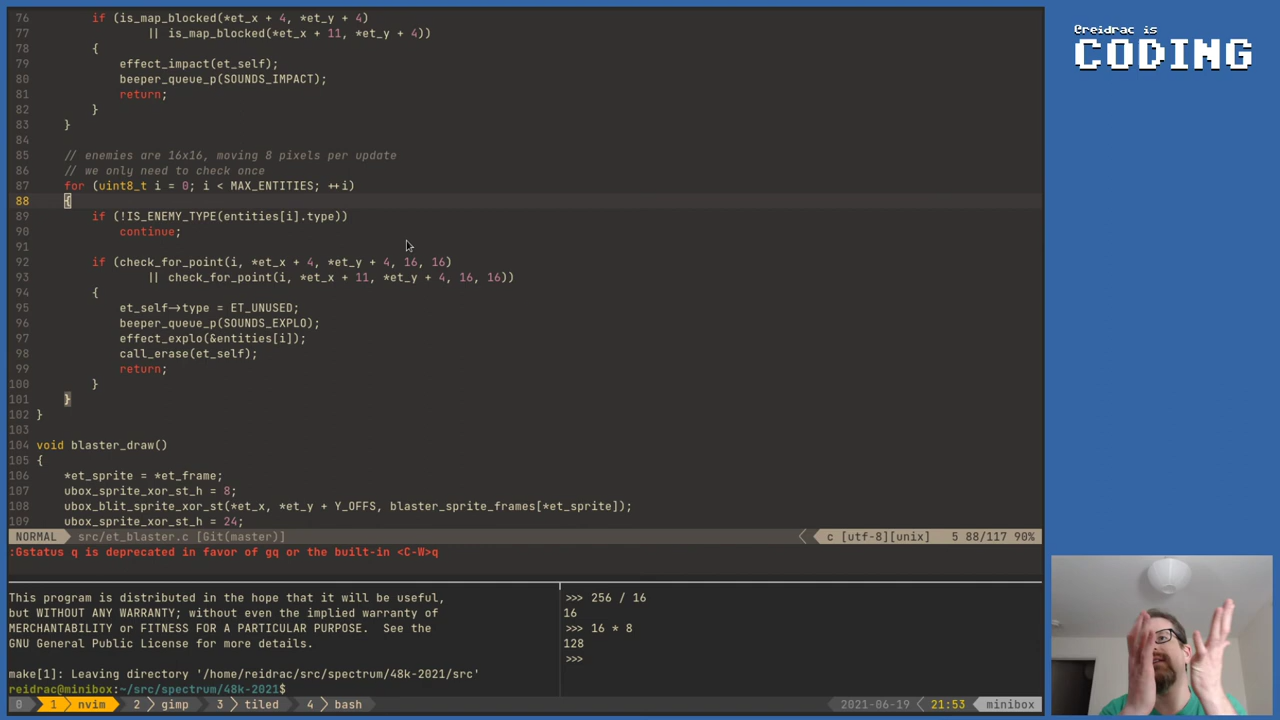 76         if (is_map_blocked(*et_x + 4, *et_y + 4)
77                 || is_map_blocked(*et_x + 11, *et_y + 4))
78         {
79             effect_impact(et_self);
80             beeper_queue_p(SOUNDS_IMPACT);
81             return;
82         }
83     }
84
85     // enemies are 16x16, moving 8 pixels per update
86     // we only need to check once
87     for (uint8_t i = 0; i < MAX_ENTITIES; ++i)
88     {
89         if (!IS_ENEMY_TYPE(entities[i].type))
90             continue;
91
92         if (check_for_point(i, *et_x + 4, *et_y + 4, 16, 16)
93                 || check_for_point(i, *et_x + 11, *et_y + 4, 16, 16))
94         {
95             et_self->type = ET_UNUSED;
96             beeper_queue_p(SOUNDS_EXPLO);
97             effect_explo(&entities[i]);
98             call_erase(et_self);
99             return;
100         }
101     }
102 }
103
104 void blaster_draw()
105 {
106     *et_sprite = *et_frame;
107     ubox_sprite_xor_st_h = 8;
108     ubox_blit_sprite_xor_st(*et_x, *et_y + Y_OFFS, blaster_sprite_frames[*et_sprite]);
109     ubox_sprite_xor_st_h = 24;
NORMAL src/et_blaster.c [Git(master)] c [utf-8][unix] 5 88/117 90%
:Gstatus q is deprecated in favor of gq or the built-in <C-W>q
This program is distributed in the hope that it will be useful,
but WITHOUT ANY WARRANTY; without even the implied warranty of
MERCHANTABILITY or FITNESS FOR A PARTICULAR PURPOSE.  See the
GNU General Public License for more details.
make[1]: Leaving directory '/home/reidrac/src/spectrum/48k-2021/src'
reidrac@minibox:~/src/spectrum/48k-2021$
>>> 256 / 16
16
>>> 16 * 8
128
>>>
0 1 nvim 2 gimp 3 tiled 4 bash 2021-06-19 21:53 minibox
@reidrac is
CODING